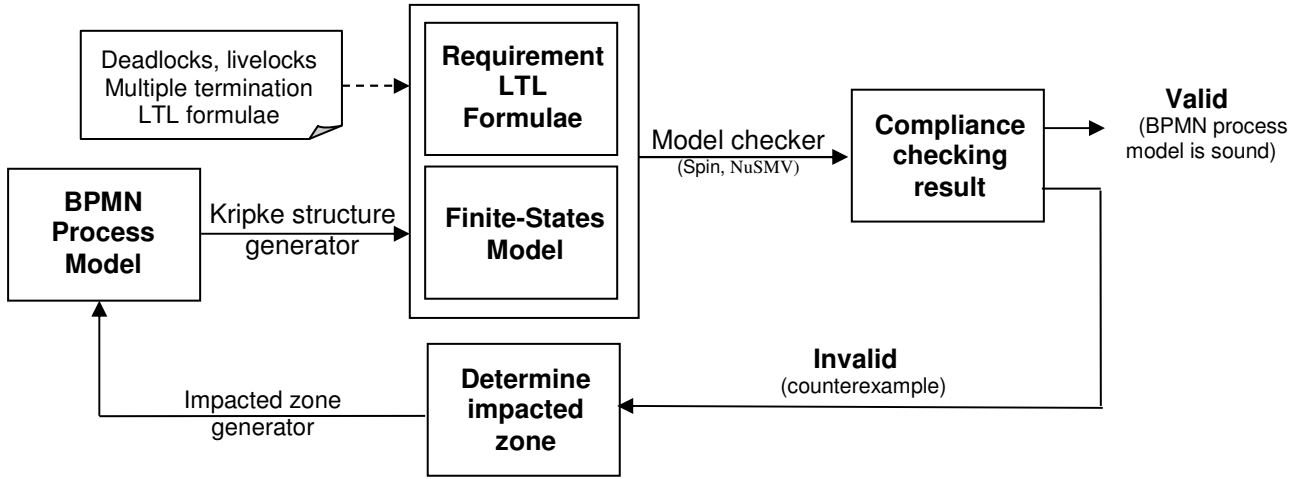 Deadlocks, livelocks
Multiple termination
LTL formulae
Requirement
LTL
Formulae
Model checker
(Spin, NuSMV)
Compliance
checking
result
Valid
(BPMN process
model is sound)
BPMN
Process
Model
Kripke structure
generator
Finite-States
Model
Invalid
(counterexample)
Determine
impacted
zone
Impacted zone
generator